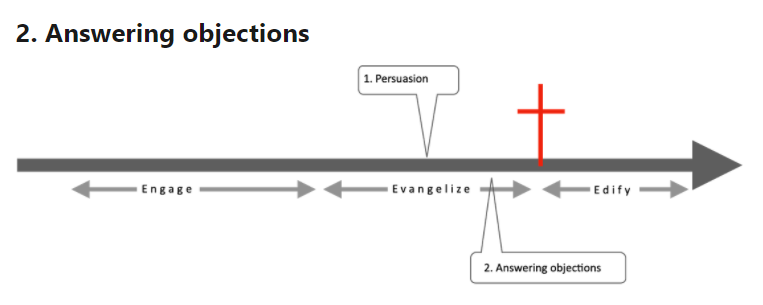 2. Answering objections
1. Persuasion
Engage
Evangelize
Edify
2. Answering objections